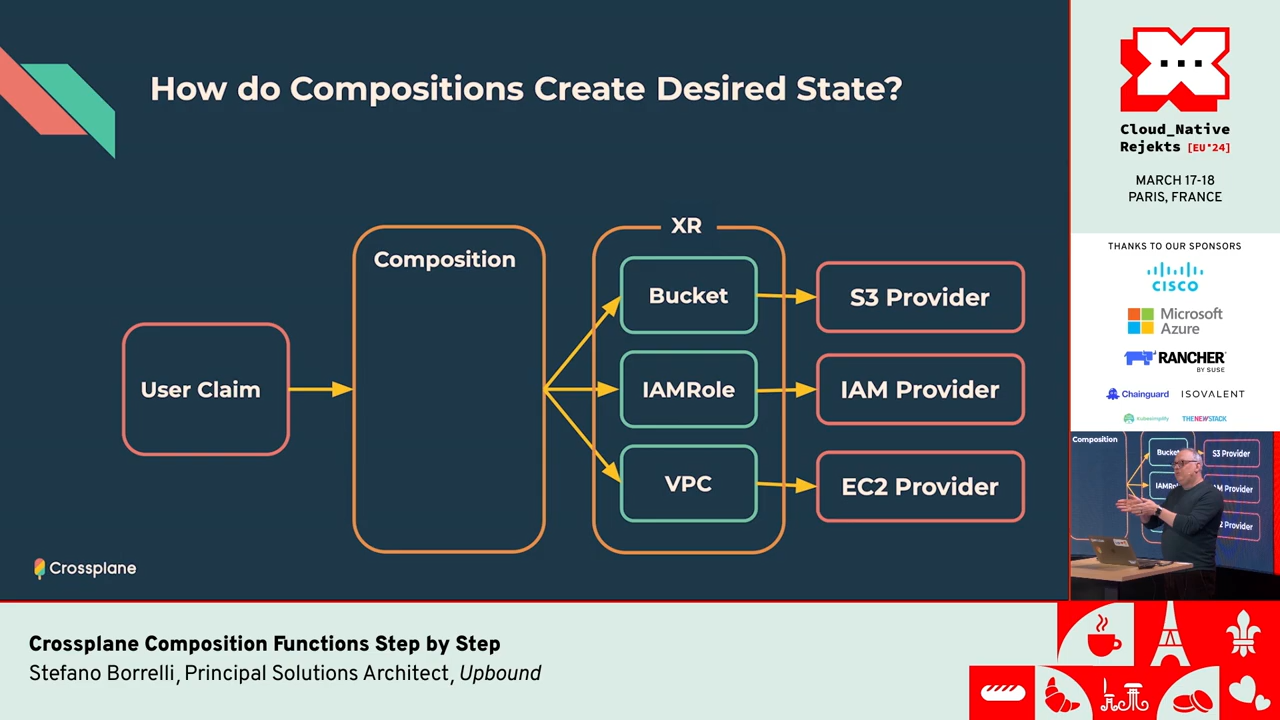 How do Compositions Create Desired State?
User Claim
Composition
XR
Bucket
IAMRole
VPC
S3 Provider
IAM Provider
EC2 Provider
Crossplane
Cloud_Native
Rejekts [EU'24]
MARCH 17-18
PARIS, FRANCE
THANKS TO OUR SPONSORS
CISCO
Microsoft
Azure
RANCHER
BY SUSE
Chainguard
ISOVALENT
kubesimplify
THENEWSTACK
Composition
Bucket
S3 Provider
Crossplane Composition Functions Step by Step
Stefano Borrelli, Principal Solutions Architect, Upbound